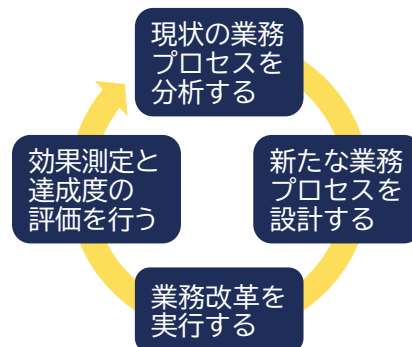 現状の業務
プロセスを
分析する
新たな業務
プロセスを
設計する
業務改革を
実行する
効果測定と
達成度の
評価を行う